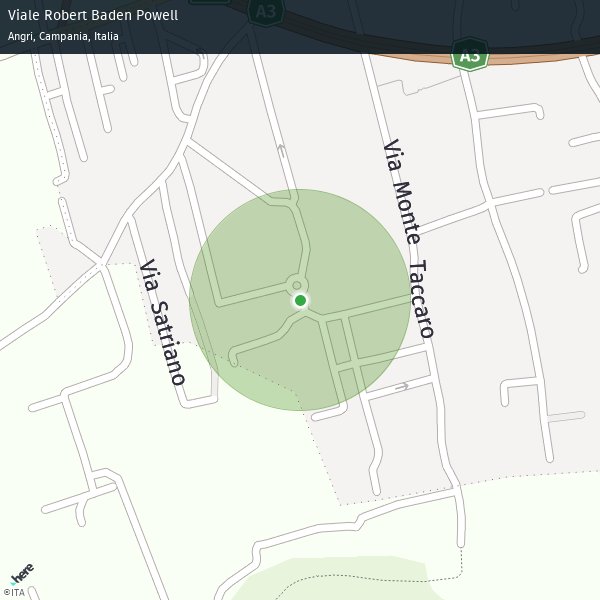 Viale Robert Baden Powell
Angri, Campania, Italia
A3
A3
Via Monte Taccaro
Via Satriano
here
©ITA